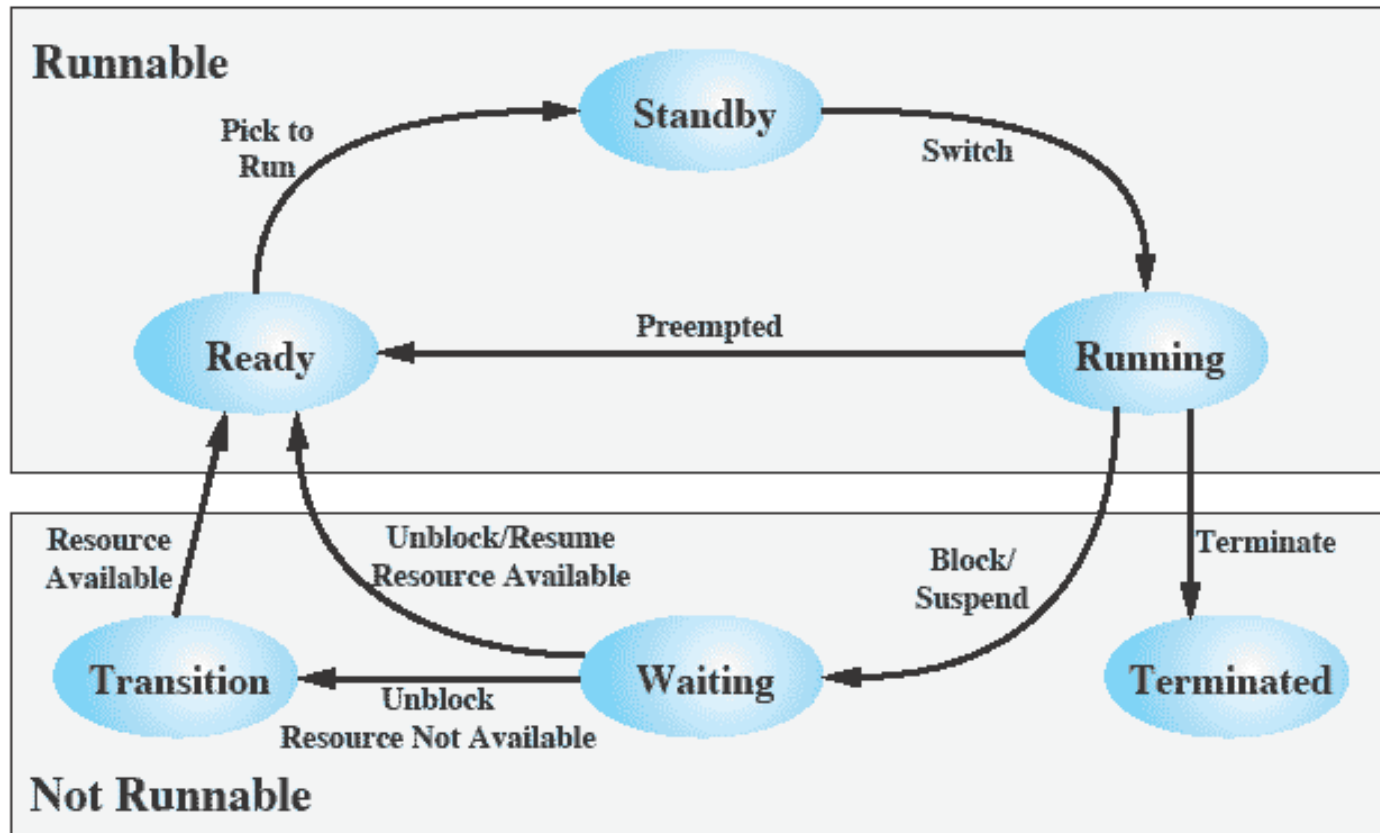 Runnable
Standby
Pick to
Run
Switch
Ready
Preempted
Running
Resource
Available
Unblock/Resume
Resource Available
Block/
Suspend
Terminate
Transition
Unblock
Resource Not Available
Waiting
Terminated
Not Runnable